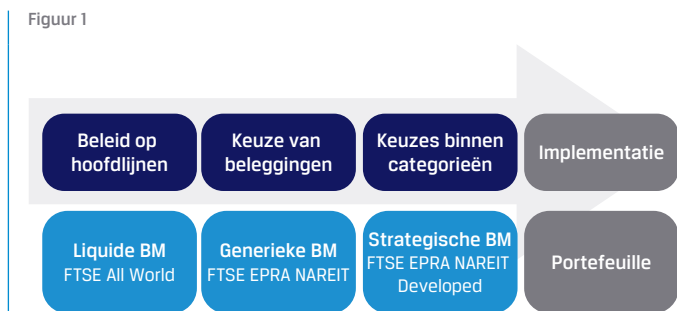 Figuur 1
Beleid op
hoofdlijnen
Keuze van
beleggingen
Keuzes binnen
categorieën
Implementatie
Liquide BM
FTSE All World
Generieke BM
FTSE EPRA NAREIT
Strategische BM
FTSE EPRA NAREIT
Developed
Portefeuille